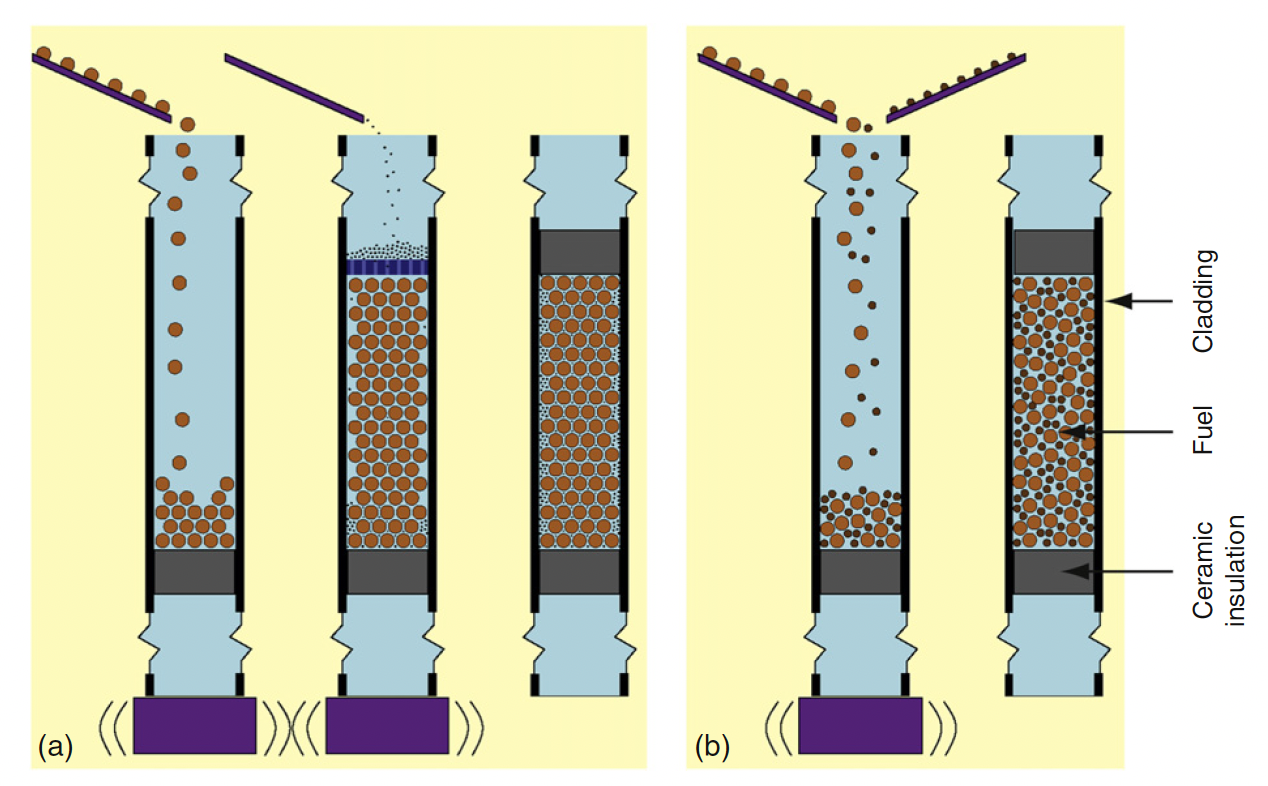 (a)
(b)
Cladding
Fuel
Ceramic
insulation